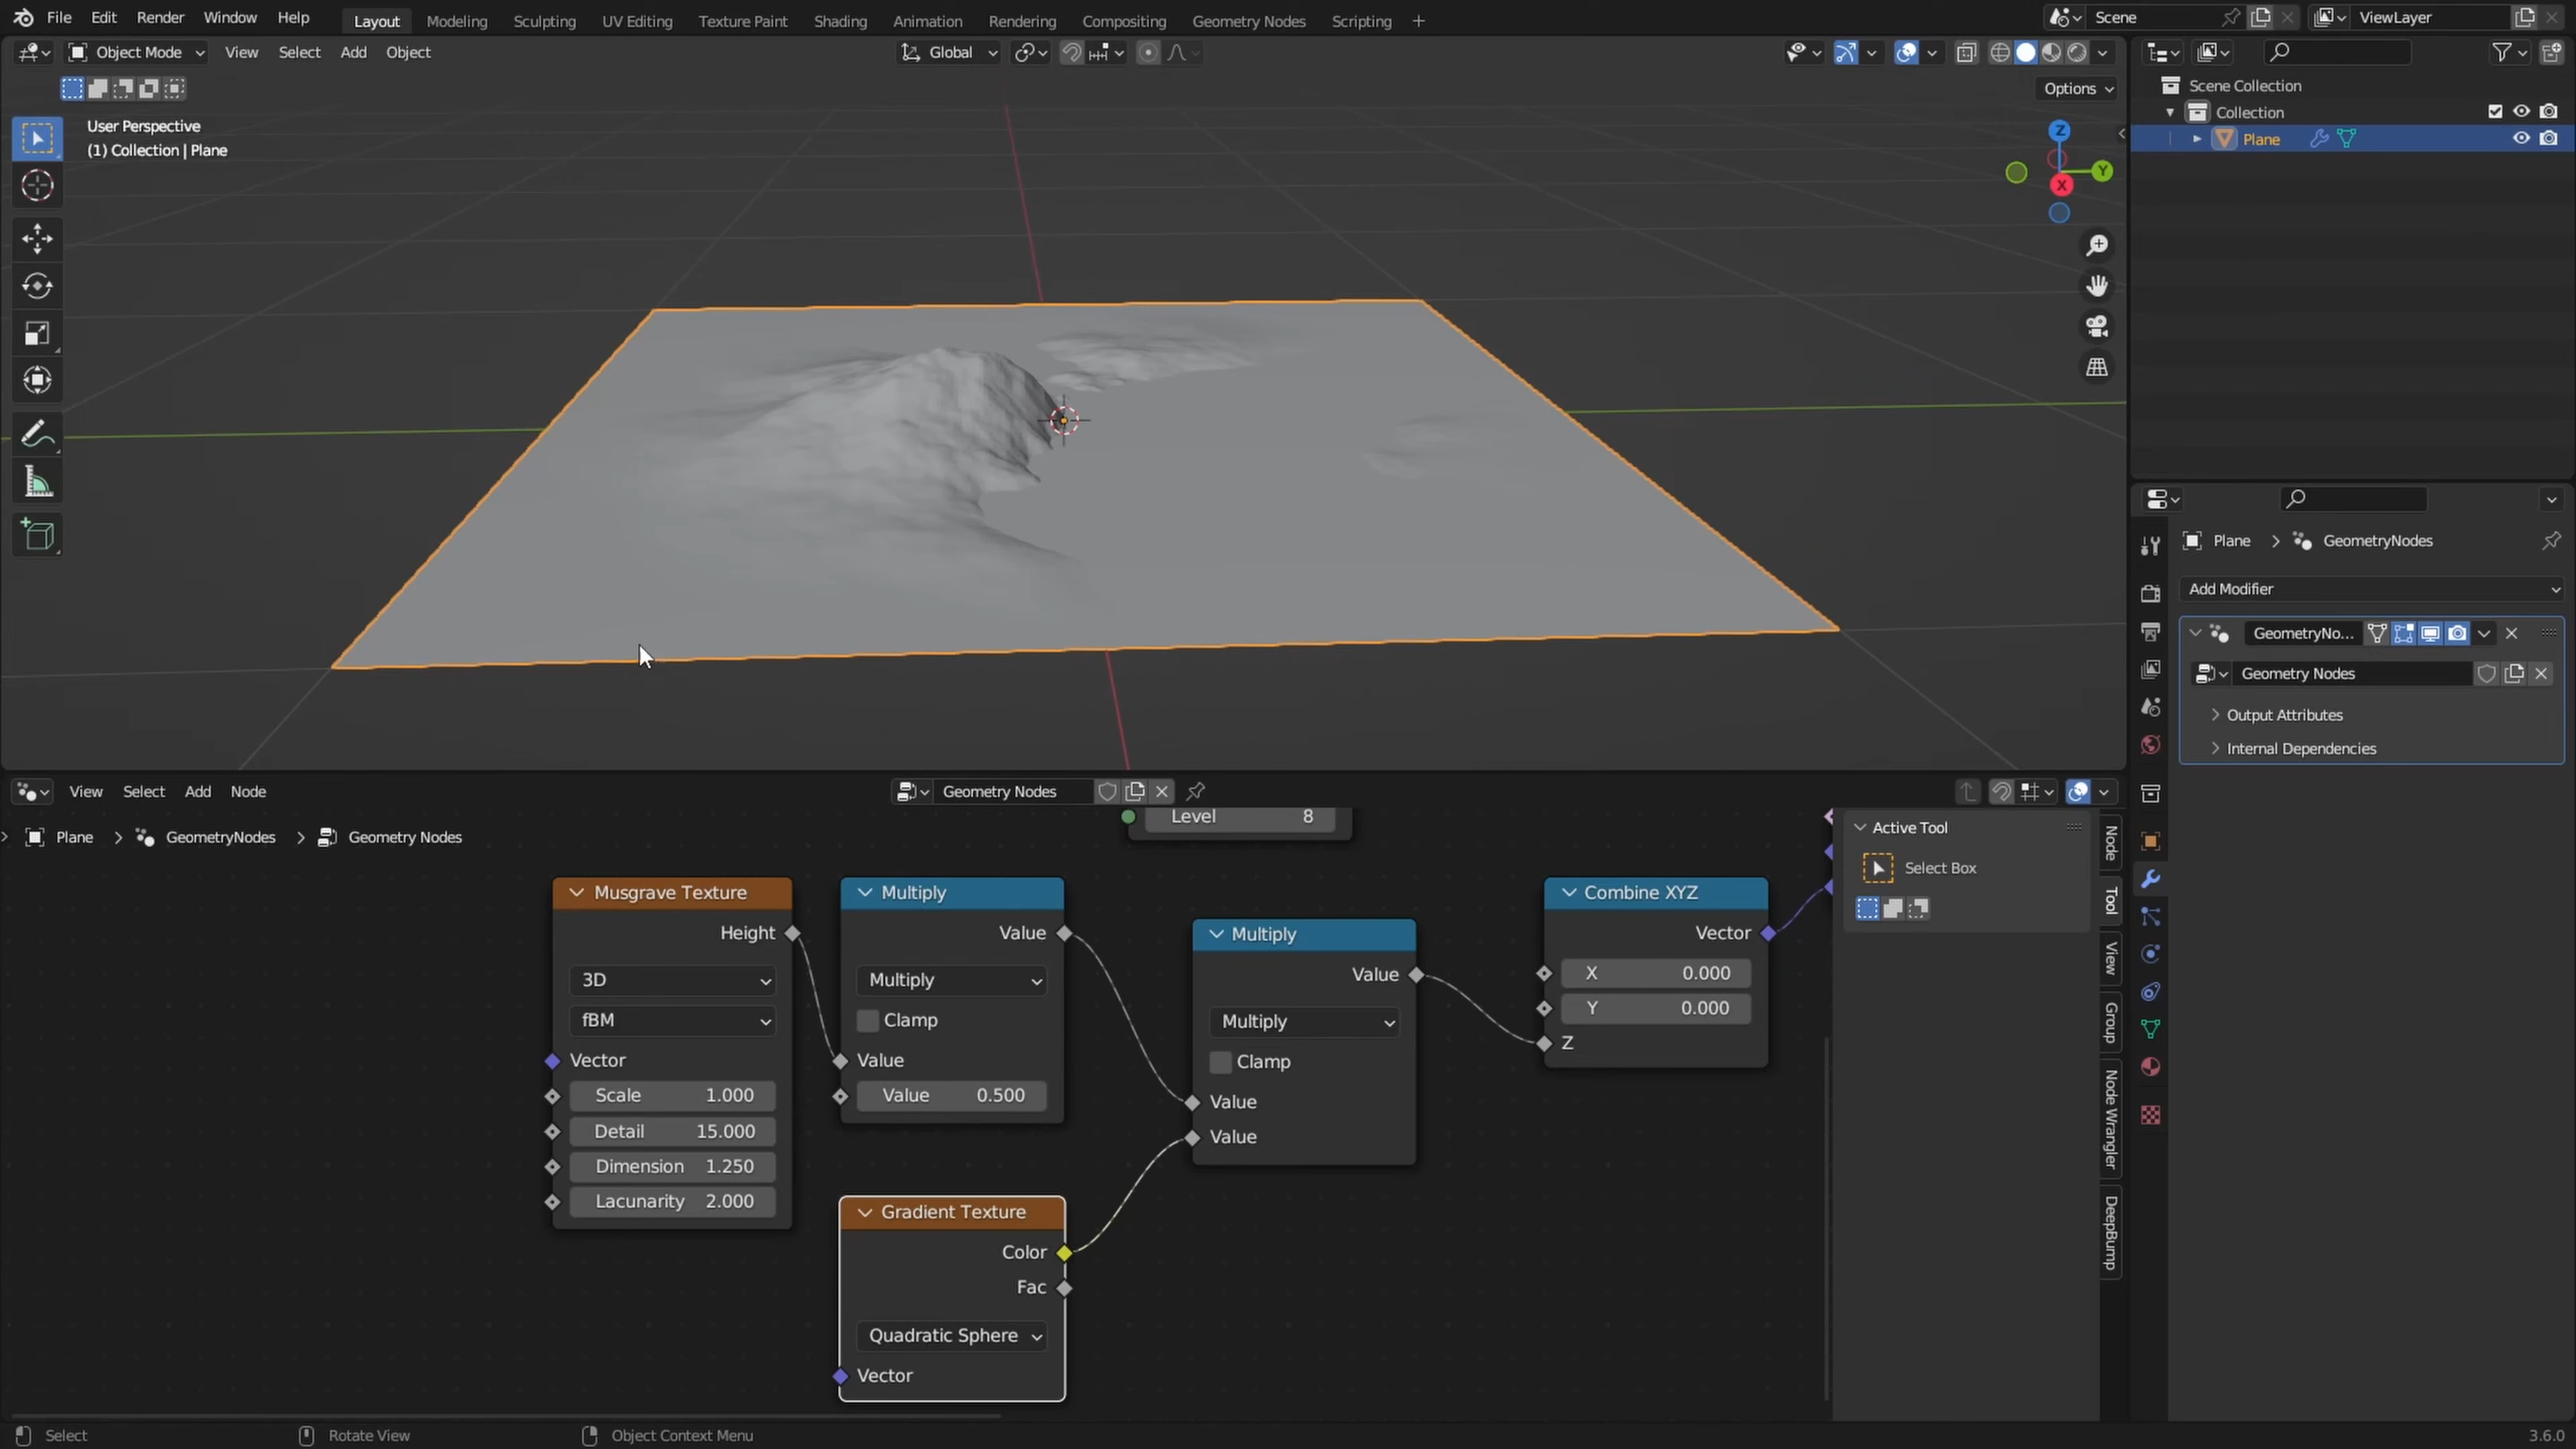 File Edit Render Window Help
Layout Modeling Sculpting UV Editing Texture Paint Shading Animation Rendering Compositing Geometry Nodes Scripting +
Scene
ViewLayer
Object Mode View Select Add Object
Global
Options
User Perspective
(1) Collection | Plane
Z
Y
X
Scene Collection
Collection
Plane
Plane > GeometryNodes
Add Modifier
GeometryNo...
Geometry Nodes
Output Attributes
Internal Dependencies
View Select Add Node
Geometry Nodes
Plane > GeometryNodes > Geometry Nodes
Level 8
Musgrave Texture
Height
3D
fBM
Vector
Scale 1.000
Detail 15.000
Dimension 1.250
Lacunarity 2.000
Multiply
Value
Multiply
Clamp
Value
Value 0.500
Gradient Texture
Color
Fac
Quadratic Sphere
Vector
Multiply
Value
Multiply
Clamp
Value
Value
Combine XYZ
Vector
X 0.000
Y 0.000
Z
Active Tool
Select Box
Node
Tool
View
Group
Node Wrangler
DeepBump
Select
Rotate View
Object Context Menu
3.6.0